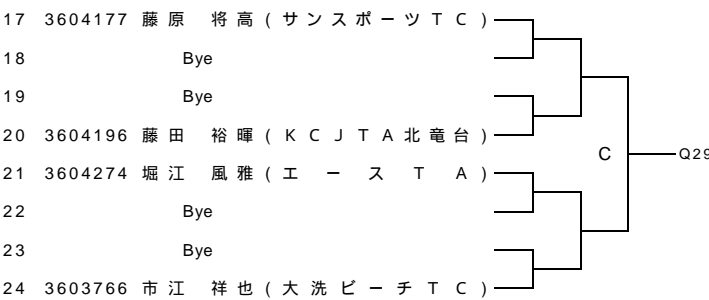 17 3604177 藤原 将高(サンスポーツTC)
18 Bye
19 Bye
20 3604196 藤田 裕暉(KCJTA北竜台)
C Q29
21 3604274 堀江 風雅(エースTA)
22 Bye
23 Bye
24 3603766 市江 祥也(大洗ビーチTC)